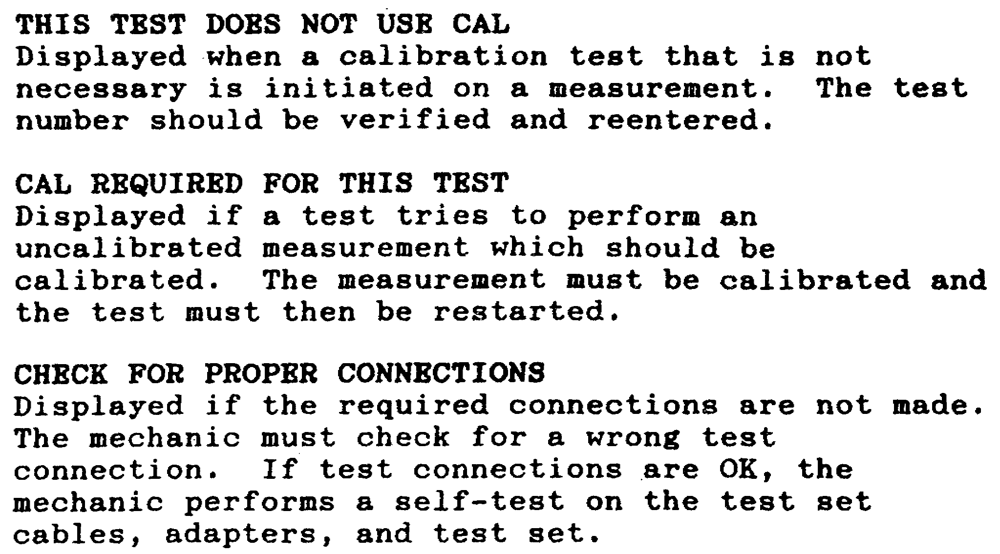 THIS TEST DOES NOT USE CAL
Displayed when a calibration test that is not
necessary is initiated on a measurement.  The test
number should be verified and reentered.

CAL REQUIRED FOR THIS TEST
Displayed if a test tries to perform an
uncalibrated measurement which should be
calibrated.  The measurement must be calibrated and
the test must then be restarted.

CHECK FOR PROPER CONNECTIONS
Displayed if the required connections are not made.
The mechanic must check for a wrong test
connection.  If test connections are OK, the
mechanic performs a self-test on the test set
cables, adapters, and test set.